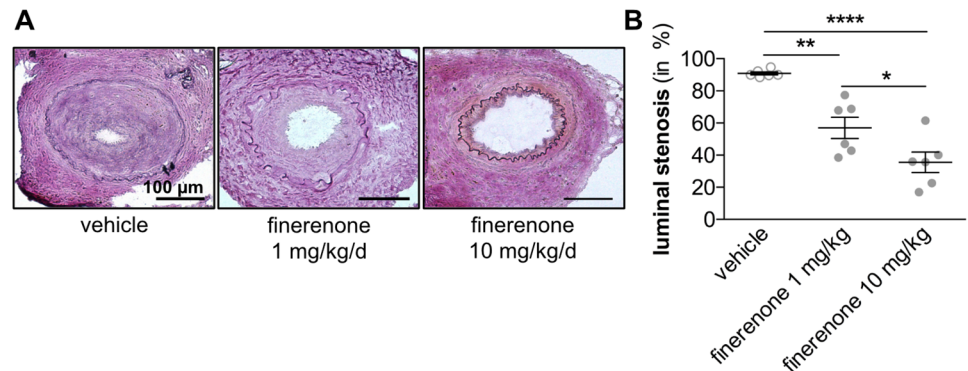 A
100 µm
vehicle
finerenone
1 mg/kg/d
finerenone
10 mg/kg/d
B
luminal stenosis (in %)
100
80
60
40
20
0
****
**
*
vehicle
finerenone 1 mg/kg
finerenone 10 mg/kg